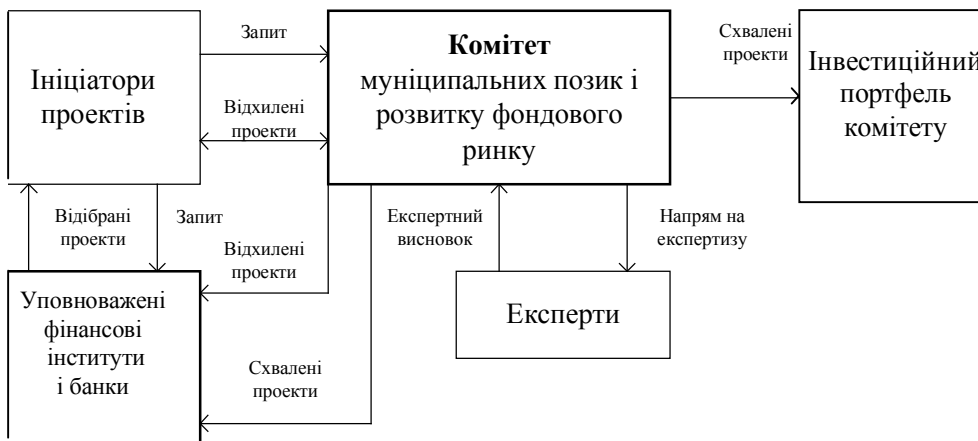 Запит
Ініціатори
проектів
Відхилені
проекти
Комітет
муніципальних позик і
розвитку фондового
ринку
Схвалені
проекти
Інвестиційний
портфель
комітету
Відібрані
проекти
Запит
Відхилені
проекти
Експертний
висновок
Напрям на
експертизу
Уповноважені
фінансові
інститути
і банки
Експерти
Схвалені
проекти